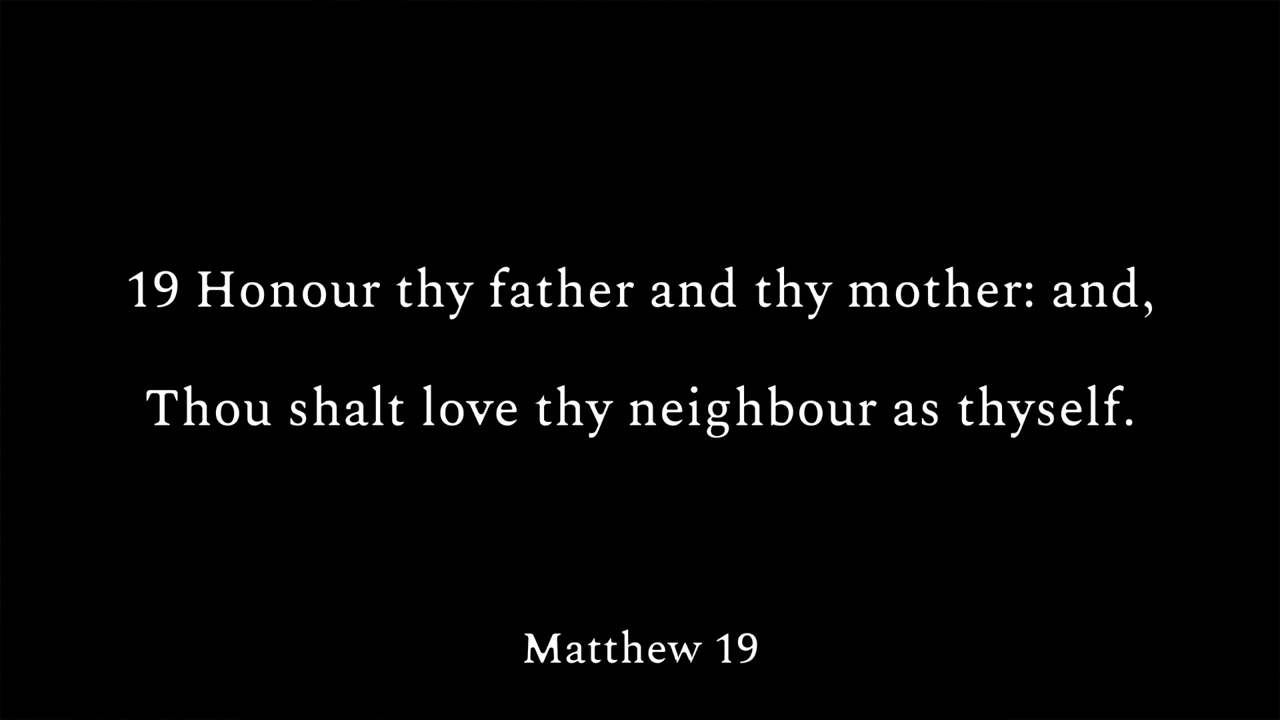 19 Honour thy father and thy mother: and,
Thou shalt love thy neighbour as thyself.
Matthew 19